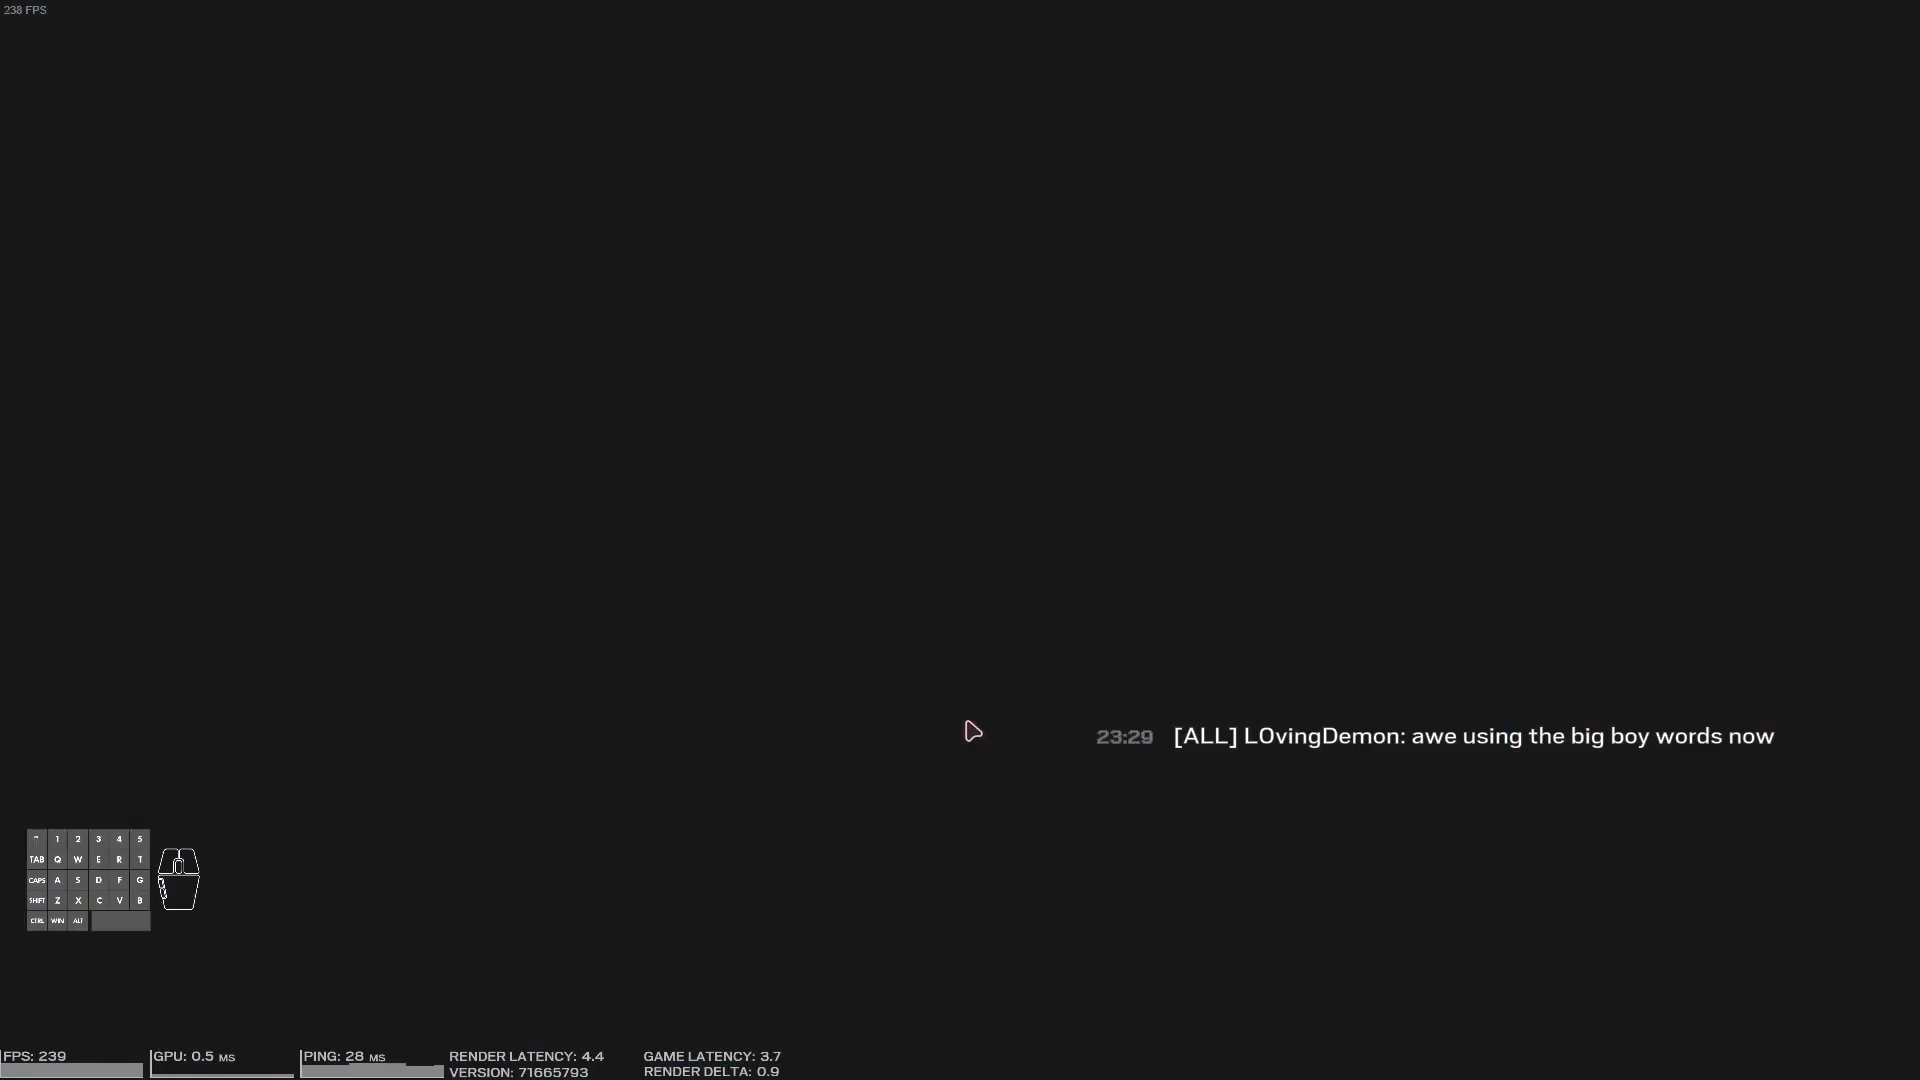 238 FPS
23:29 [ALL] LOvingDemon: awe using the big boy words now
~ 1 2 3 4 5
TAB Q W E R T
CAPS A S D F G
SHIFT Z X C V B
CTRL WIN ALT
FPS: 239 GPU: 0.5 MS PING: 28 MS RENDER LATENCY: 4.4 GAME LATENCY: 3.7
VERSION: 71665793 RENDER DELTA: 0.9